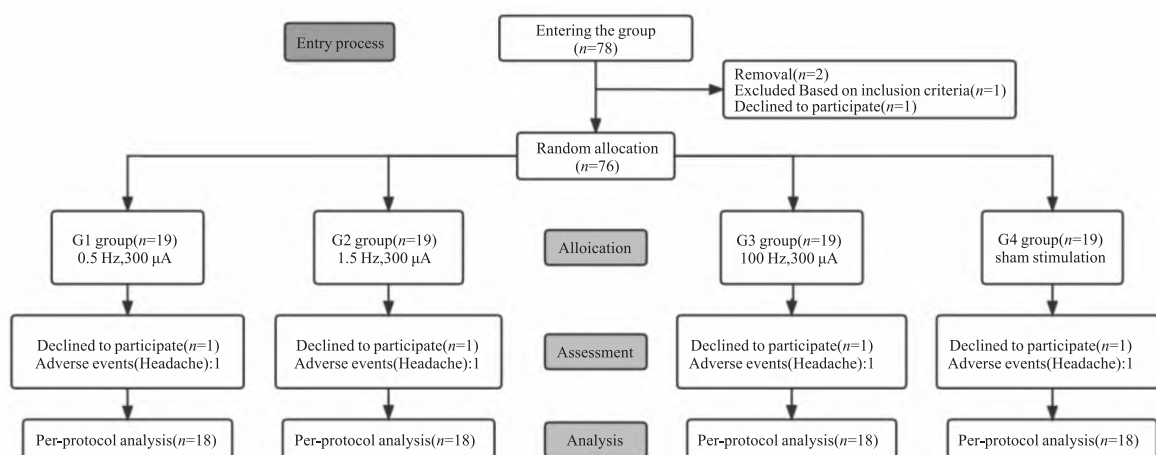 Entry process
Entering the group
(n=78)
Removal(n=2)
Excluded Based on inclusion criteria(n=1)
Declined to participate(n=1)
Random allocation
(n=76)
G1 group(n=19)
0.5 Hz,300 μA
G2 group(n=19)
1.5 Hz,300 μA
Alloication
G3 group(n=19)
100 Hz,300 μA
G4 group(n=19)
sham stimulation
Declined to participate(n=1)
Adverse events(Headache):1
Declined to participate(n=1)
Adverse events(Headache):1
Assessment
Declined to participate(n=1)
Adverse events(Headache):1
Declined to participate(n=1)
Adverse events(Headache):1
Per-protocol analysis(n=18)
Per-protocol analysis(n=18)
Analysis
Per-protocol analysis(n=18)
Per-protocol analysis(n=18)